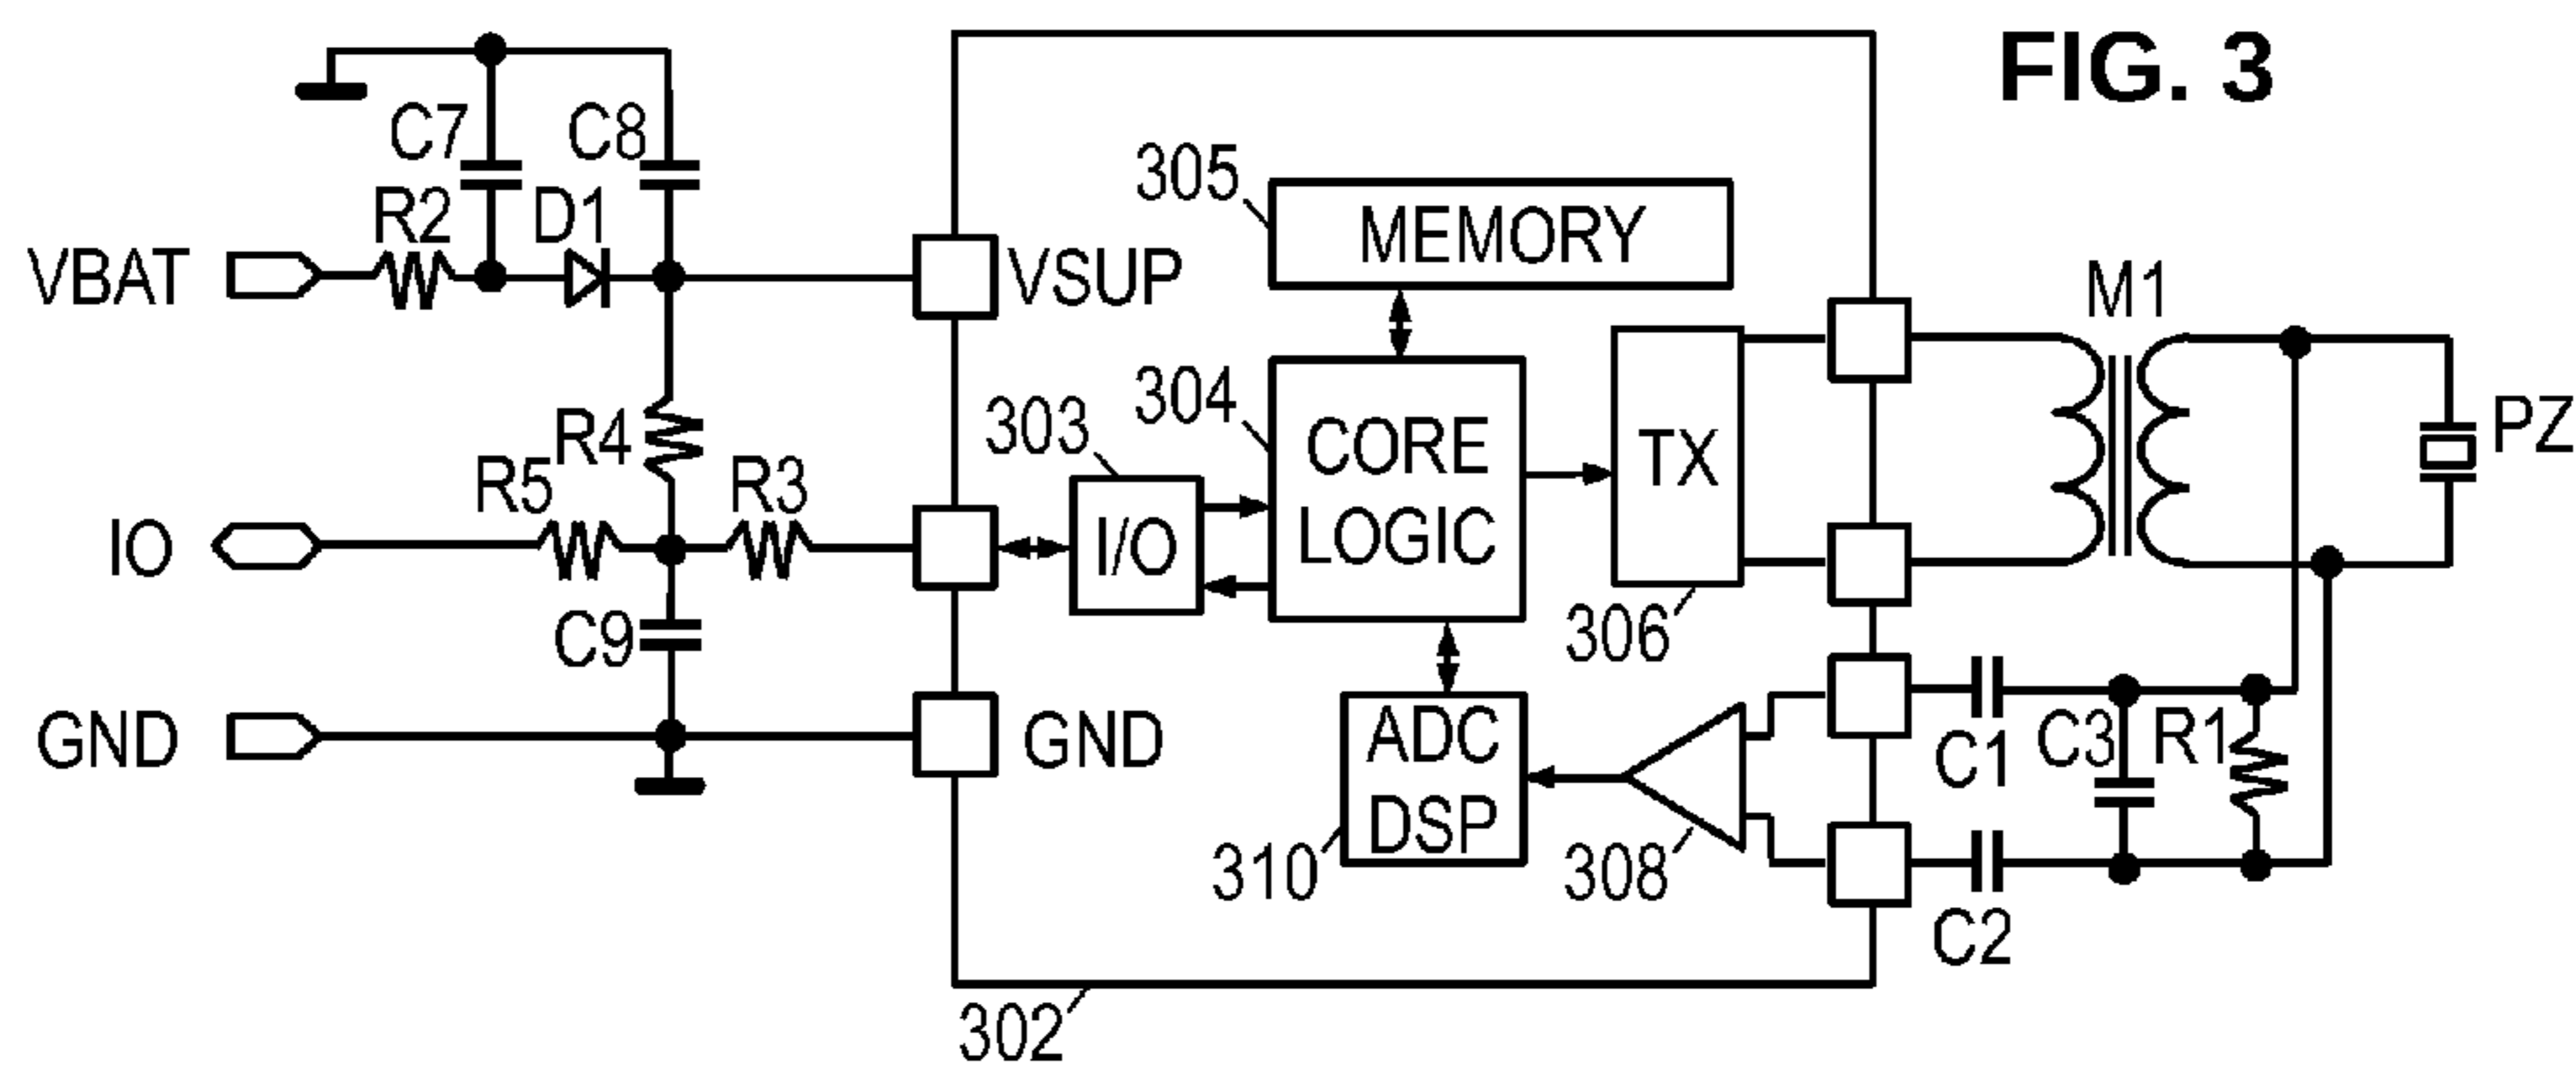 FIG. 3
C7
C8
R2
D1
VBAT
VSUP
305
MEMORY
M1
304
303
CORE
LOGIC
TX
PZ
R4
R5
R3
IO
I/O
306
C9
GND
GND
ADC
DSP
C1
C3
R1
310
308
C2
302